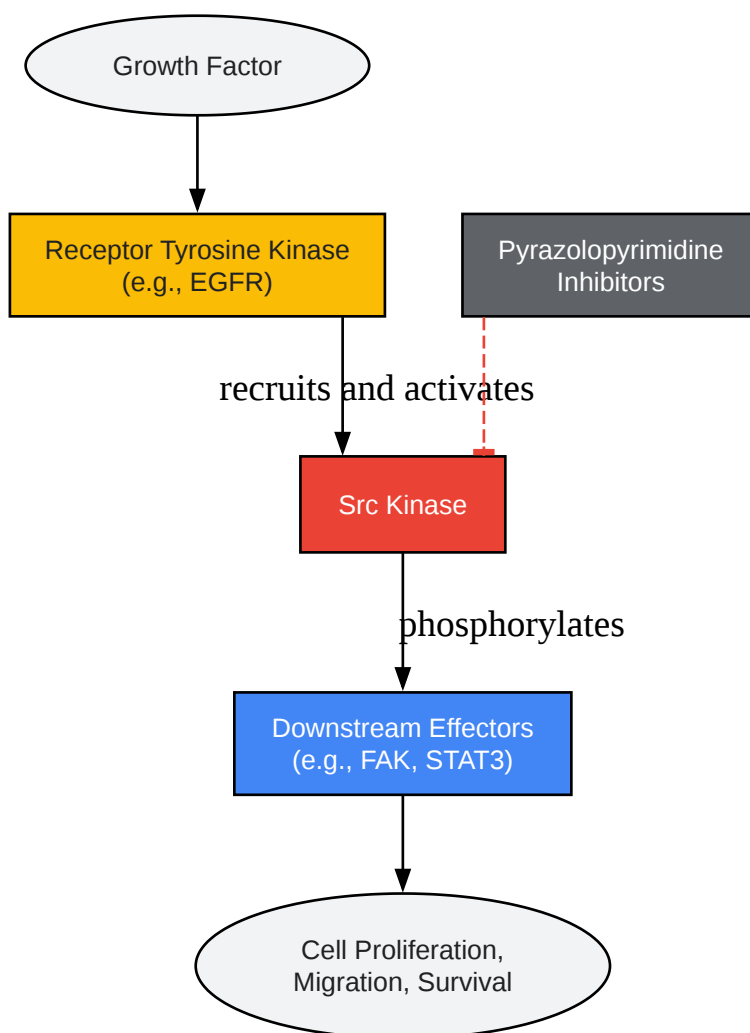 Growth Factor
Receptor Tyrosine Kinase
(e.g., EGFR)
Pyrazolopyrimidine
Inhibitors
recruits and activates
Src Kinase
phosphorylates
Downstream Effectors
(e.g., FAK, STAT3)
Cell Proliferation,
Migration, Survival